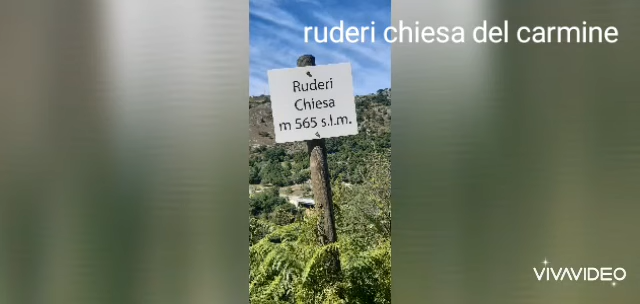 ruderi chiesa del carmine
Ruderi
Chiesa
m 565 s.l.m.
VIVAVIDEO